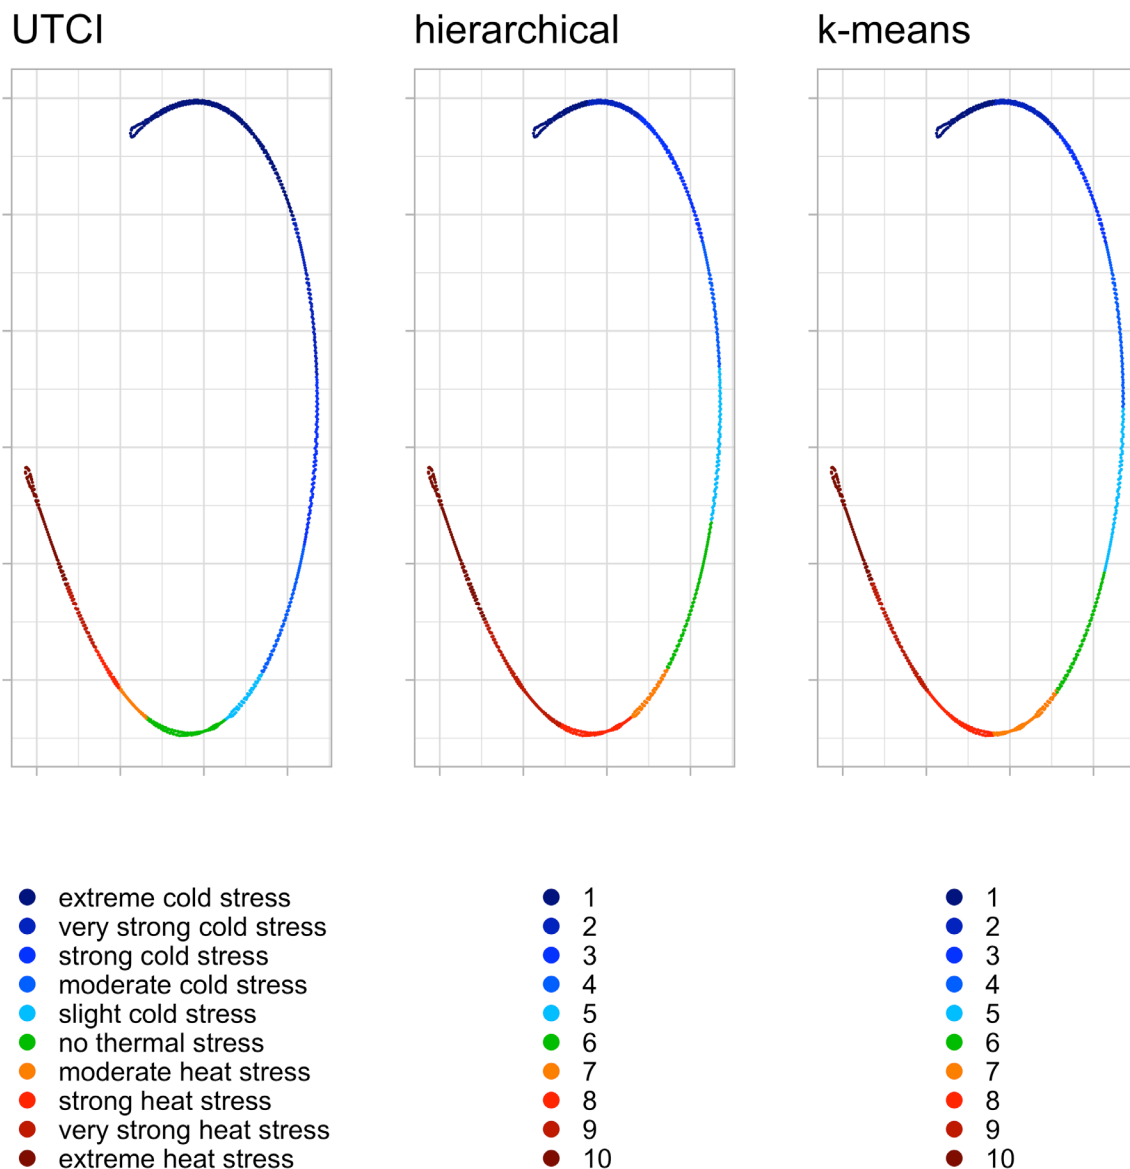 UTCI hierarchical k-means
extreme cold stress 1 1
very strong cold stress 2 2
strong cold stress 3 3
moderate cold stress 4 4
slight cold stress 5 5
no thermal stress 6 6
moderate heat stress 7 7
strong heat stress 8 8
very strong heat stress 9 9
extreme heat stress 10 10